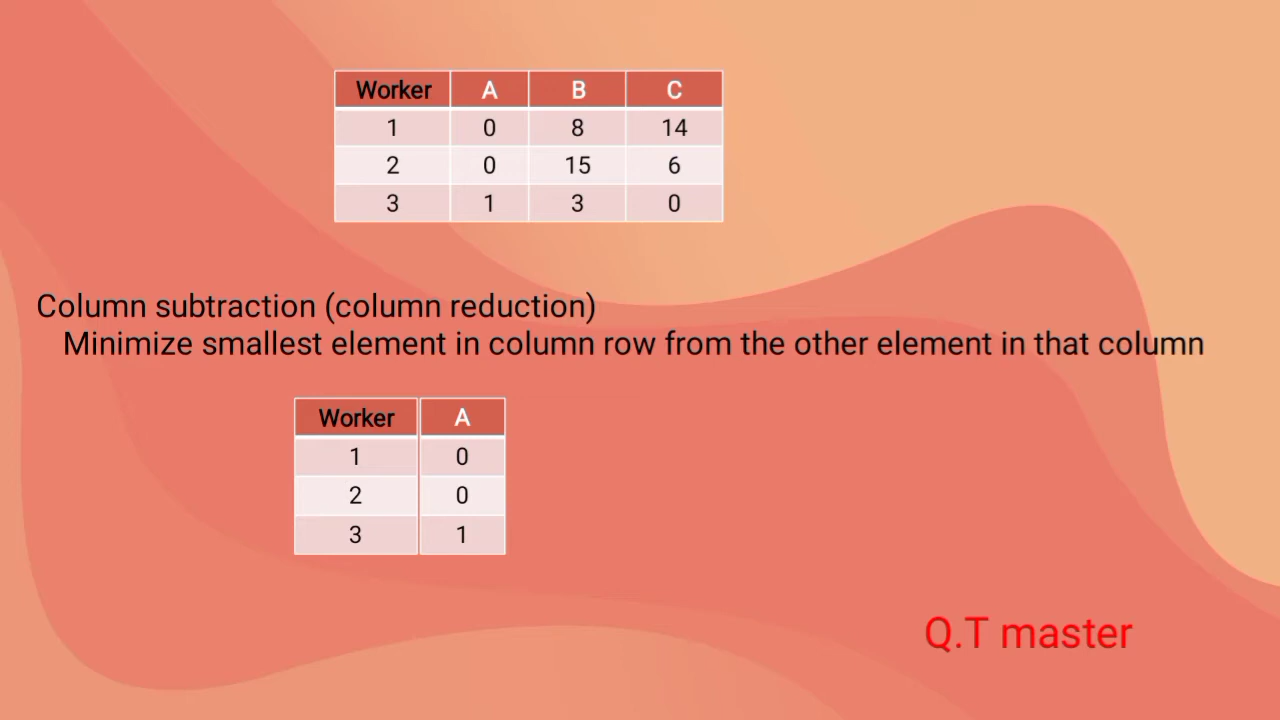 Worker A B C
1 0 8 14
2 0 15 6
3 1 3 0
Column subtraction (column reduction)
Minimize smallest element in column row from the other element in that column
Worker A
1 0
2 0
3 1
Q.T master